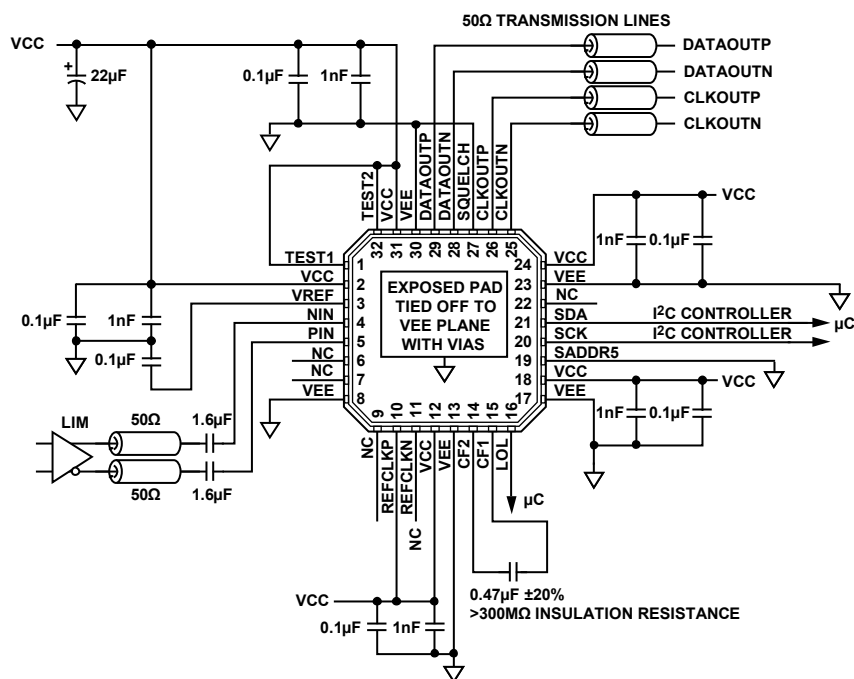 50Ω TRANSMISSION LINES
VCC
DATAOUTP
+
22µF
0.1µF
1nF
DATAOUTN
CLKOUTP
CLKOUTN
TEST2
VCC
VEE
DATAOUTP
DATAOUTN
SQUELCH
CLKOUTP
CLKOUTN
32
31
30
29
28
27
26
25
TEST1
VCC
VREF
NIN
PIN
NC
NC
VEE
1
2
3
4
5
6
7
8
EXPOSED PAD
TIED OFF TO
VEE PLANE
WITH VIAS
24
23
22
21
20
19
18
17
VCC
VEE
NC
SDA
SCK
SADDR5
VCC
VEE
VCC
1nF
0.1µF
I2C CONTROLLER
I2C CONTROLLER
µC
VCC
1nF
0.1µF
0.1µF
1nF
0.1µF
LIM
50Ω
1.6µF
50Ω
1.6µF
9
10
11
12
13
14
15
16
NC
REFCLKP
REFCLKN
VCC
VEE
CF2
CF1
LOL
NC
µC
0.47µF ±20%
>300MΩ INSULATION RESISTANCE
VCC
0.1µF
1nF